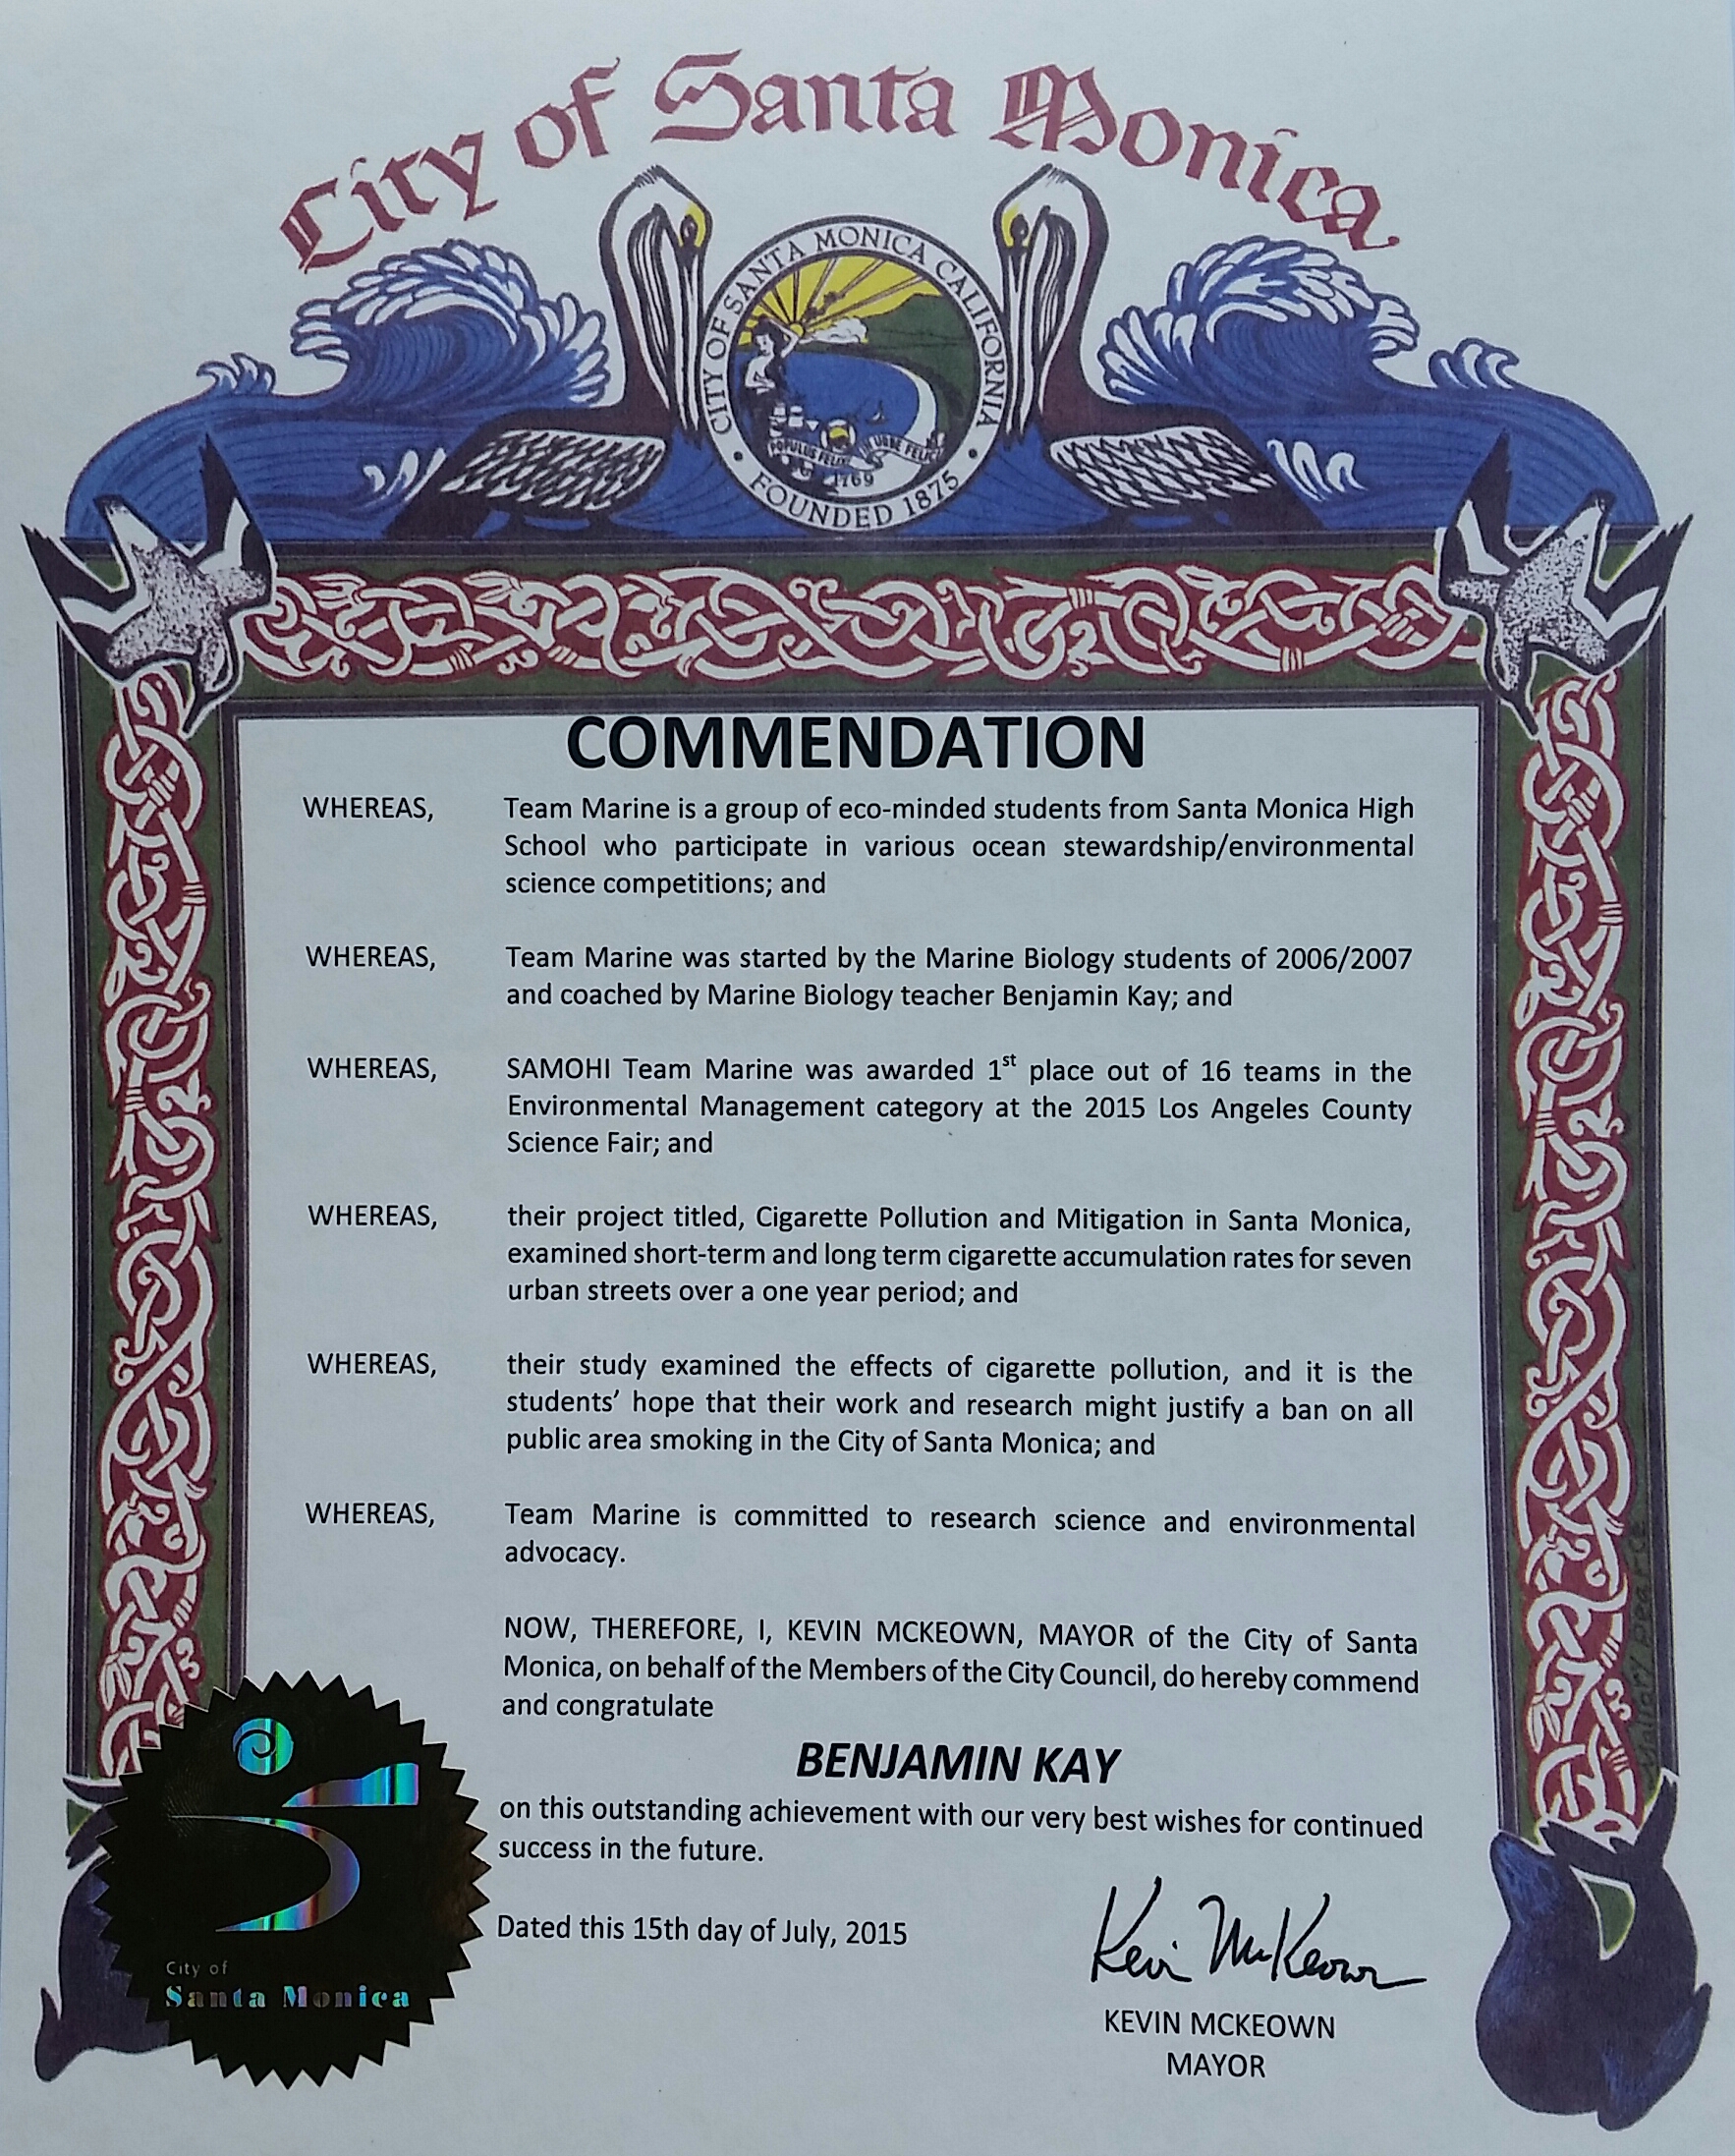 City of Santa Monica
CITY OF SANTA MONICA CALIFORNIA
POPULUS FELIX IN URBE FELICI
1769
FOUNDED 1875
COMMENDATION
WHEREAS, Team Marine is a group of eco-minded students from Santa Monica High
School who participate in various ocean stewardship/environmental
science competitions; and
WHEREAS, Team Marine was started by the Marine Biology students of 2006/2007
and coached by Marine Biology teacher Benjamin Kay; and
WHEREAS, SAMOHI Team Marine was awarded 1st place out of 16 teams in the
Environmental Management category at the 2015 Los Angeles County
Science Fair; and
WHEREAS, their project titled, Cigarette Pollution and Mitigation in Santa Monica,
examined short-term and long term cigarette accumulation rates for seven
urban streets over a one year period; and
WHEREAS, their study examined the effects of cigarette pollution, and it is the
students’ hope that their work and research might justify a ban on all
public area smoking in the City of Santa Monica; and
WHEREAS, Team Marine is committed to research science and environmental
advocacy.
NOW, THEREFORE, I, KEVIN MCKEOWN, MAYOR of the City of Santa
Monica, on behalf of the Members of the City Council, do hereby commend
and congratulate
BENJAMIN KAY
on this outstanding achievement with our very best wishes for continued
success in the future.
Dated this 15th day of July, 2015
Kevin McKeown
KEVIN MCKEOWN
MAYOR
City of
Santa Monica